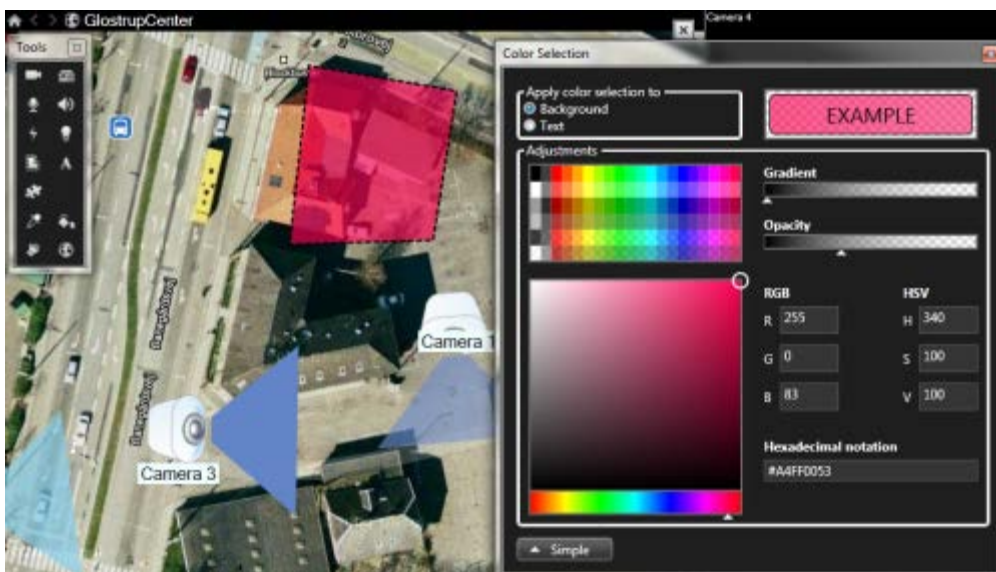 GlostrupCenter
Camera 4
Tools
Color Selection
Apply color selection to
Background
Text
EXAMPLE
Adjustments
Gradient
Opacity
RGB
HSV
R 255
H 340
G 0
S 100
B 83
V 100
Hexadecimal notation
#A4FF0053
Simple
Camera 1
Camera 3
A